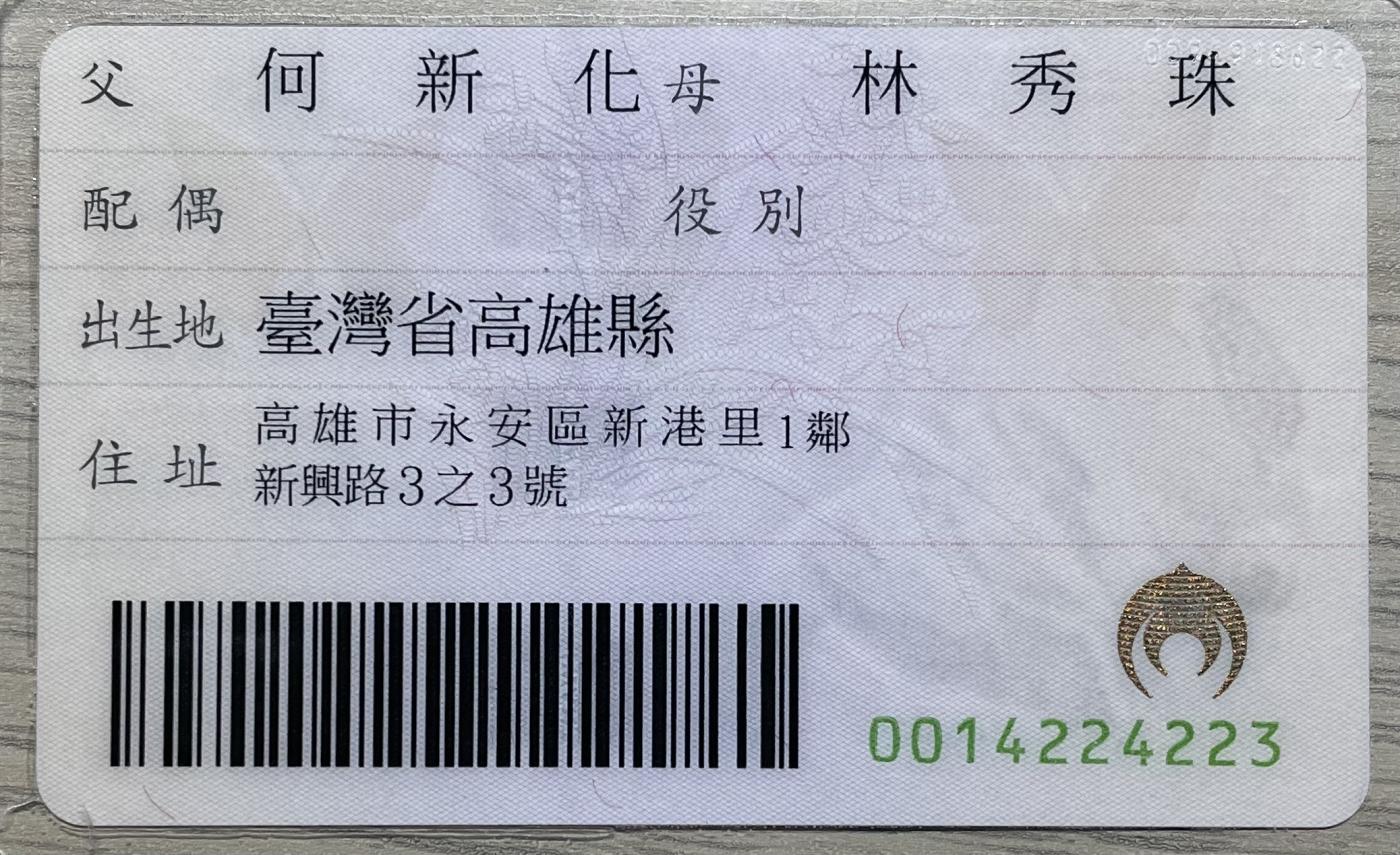 父 何新化 母 林秀珠
配偶 役別
出生地 臺灣省高雄縣
住址 高雄市永安區新港里1鄰
新興路3之3號
0014224223